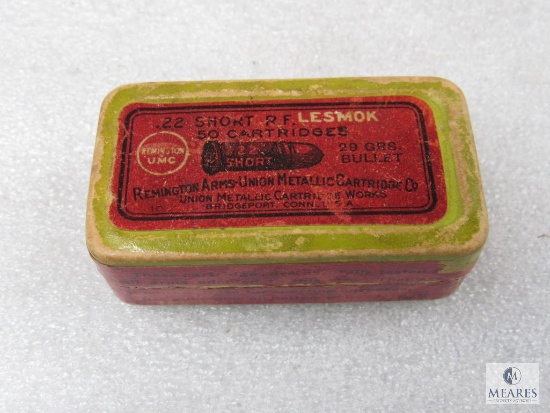 .22 SHORT R.F. LESMOK
50 CARTRIDGES
REMINGTON
UMC
22
SHORT
29 GRS.
BULLET
REMINGTON ARMS-UNION METALLIC CARTRIDGE CO
UNION METALLIC CARTRIDGE WORKS
BRIDGEPORT, CONN., U.S.A
MEARES